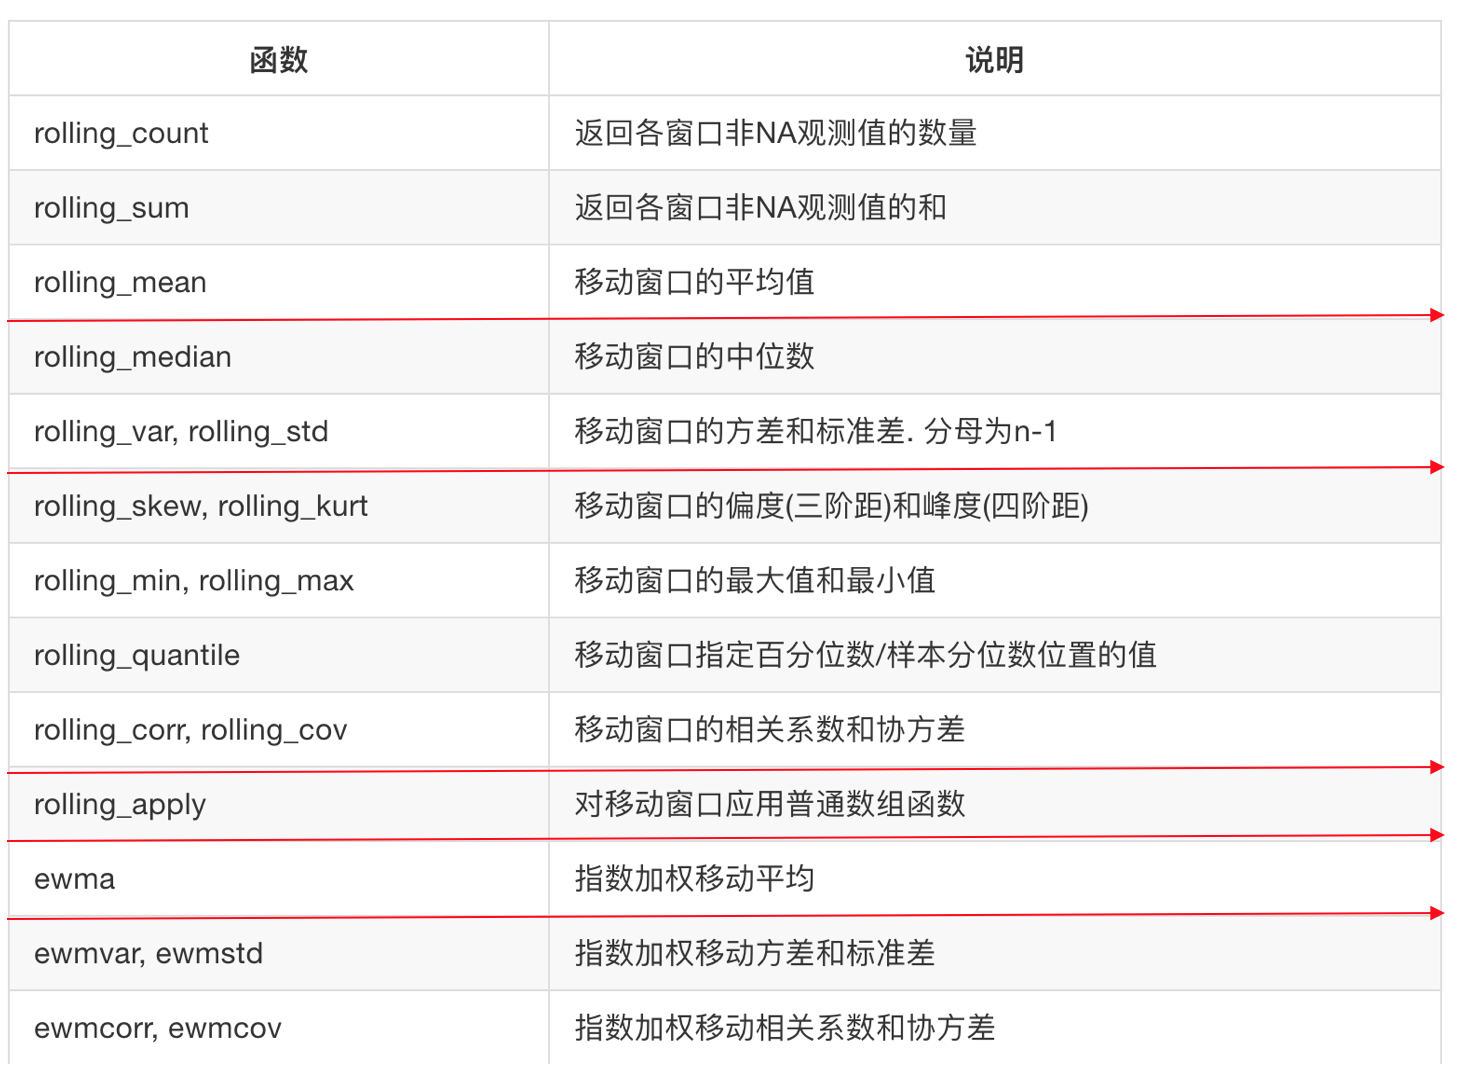 函数 说明
rolling_count 返回各窗口非NA观测值的数量
rolling_sum 返回各窗口非NA观测值的和
rolling_mean 移动窗口的平均值
rolling_median 移动窗口的中位数
rolling_var, rolling_std 移动窗口的方差和标准差. 分母为n-1
rolling_skew, rolling_kurt 移动窗口的偏度(三阶距)和峰度(四阶距)
rolling_min, rolling_max 移动窗口的最大值和最小值
rolling_quantile 移动窗口指定百分位数/样本分位数位置的值
rolling_corr, rolling_cov 移动窗口的相关系数和协方差
rolling_apply 对移动窗口应用普通数组函数
ewma 指数加权移动平均
ewmvar, ewmstd 指数加权移动方差和标准差
ewmcorr, ewmcov 指数加权移动相关系数和协方差